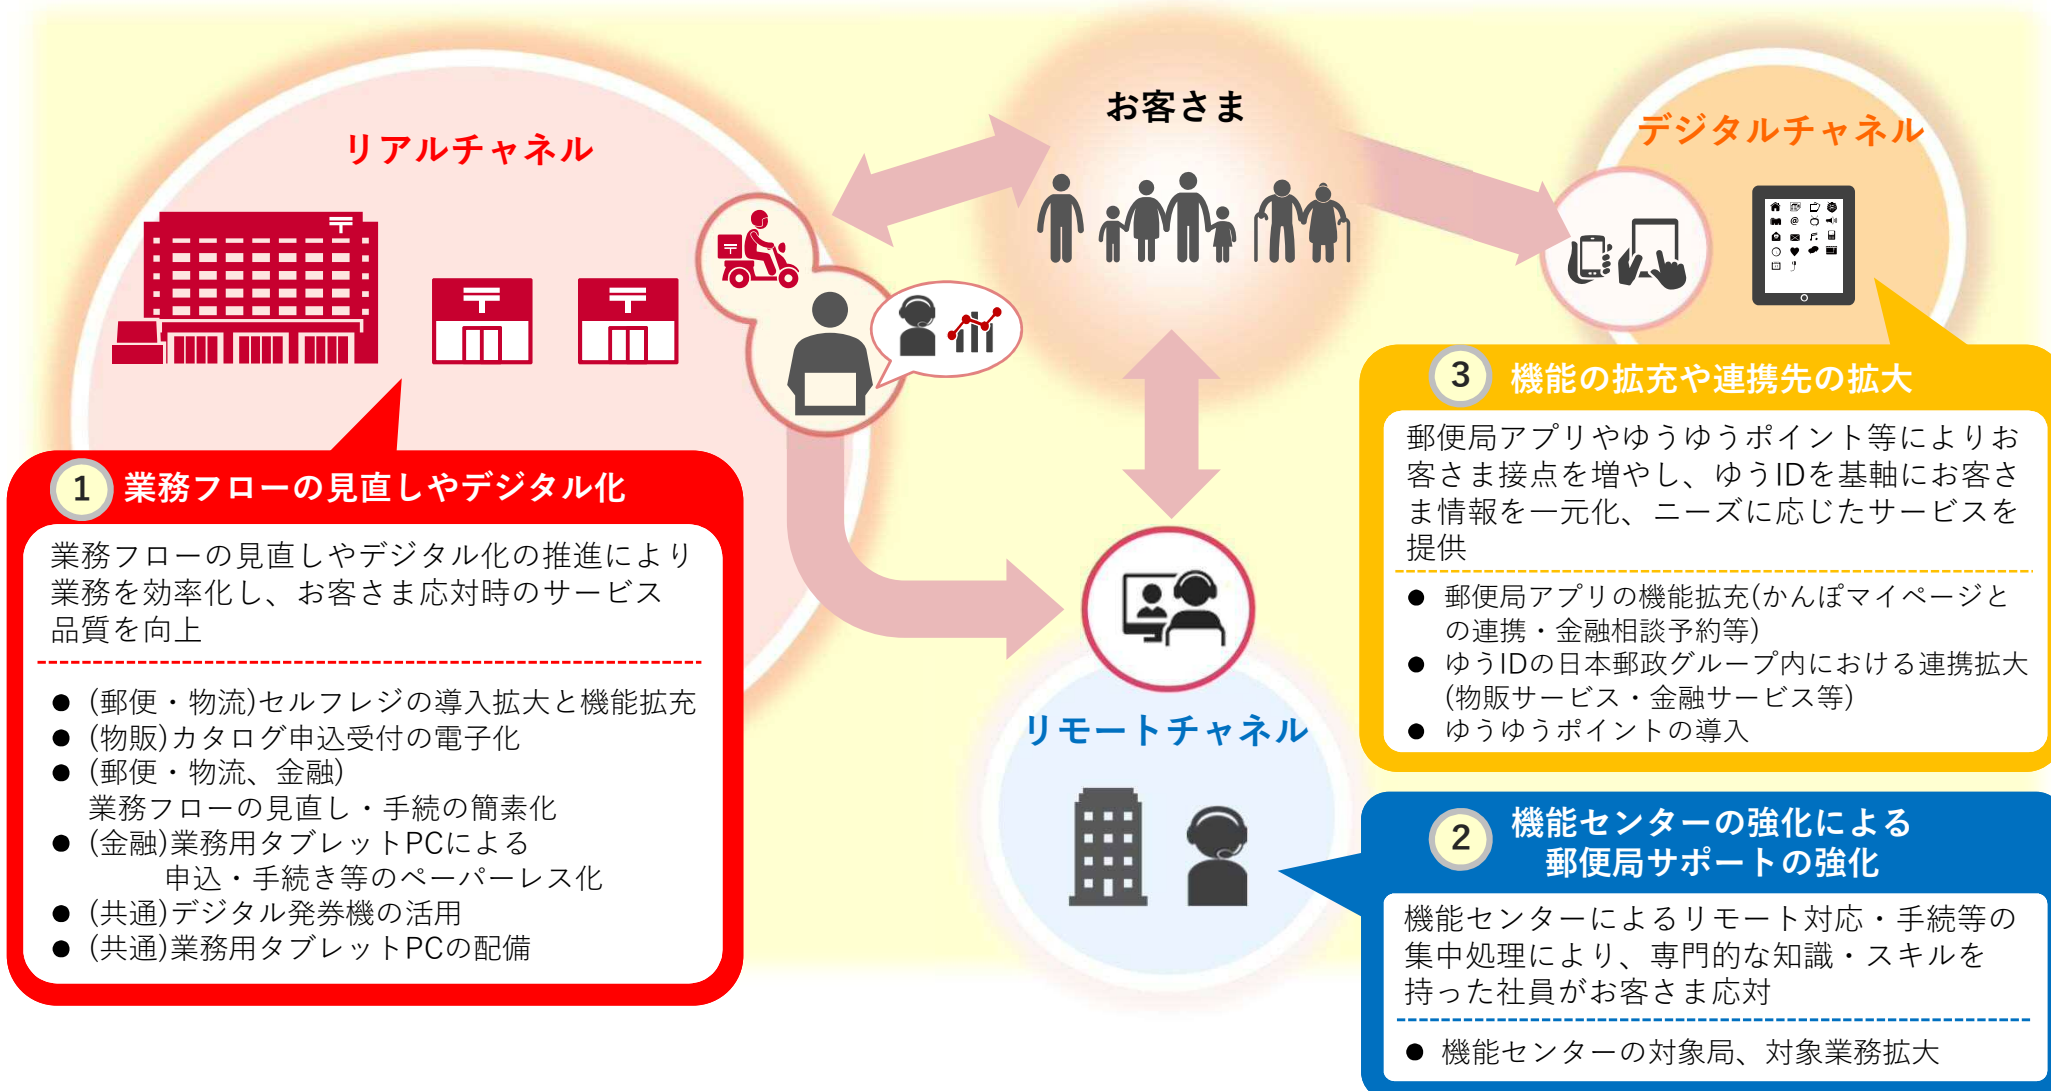 お客さま
リアルチャネル
デジタルチャネル
1 業務フローの見直しやデジタル化
業務フローの見直しやデジタル化の推進により
業務を効率化し、お客さま応対時のサービス
品質を向上
● (郵便・物流)セルフレジの導入拡大と機能拡充
● (物販)カタログ申込受付の電子化
● (郵便・物流、金融)
業務フローの見直し・手続の簡素化
● (金融)業務用タブレットPCによる
申込・手続き等のペーパーレス化
● (共通)デジタル発券機の活用
● (共通)業務用タブレットPCの配備
リモートチャネル
3 機能の拡充や連携先の拡大
郵便局アプリやゆうゆうポイント等によりお
客さま接点を増やし、ゆうIDを基軸にお客さ
ま情報を一元化、ニーズに応じたサービスを
提供
● 郵便局アプリの機能拡充(かんぽマイページと
の連携・金融相談予約等)
● ゆうIDの日本郵政グループ内における連携拡大
(物販サービス・金融サービス等)
● ゆうゆうポイントの導入
2 機能センターの強化による
郵便局サポートの強化
機能センターによるリモート対応・手続等の
集中処理により、専門的な知識・スキルを
持った社員がお客さま応対
● 機能センターの対象局、対象業務拡大